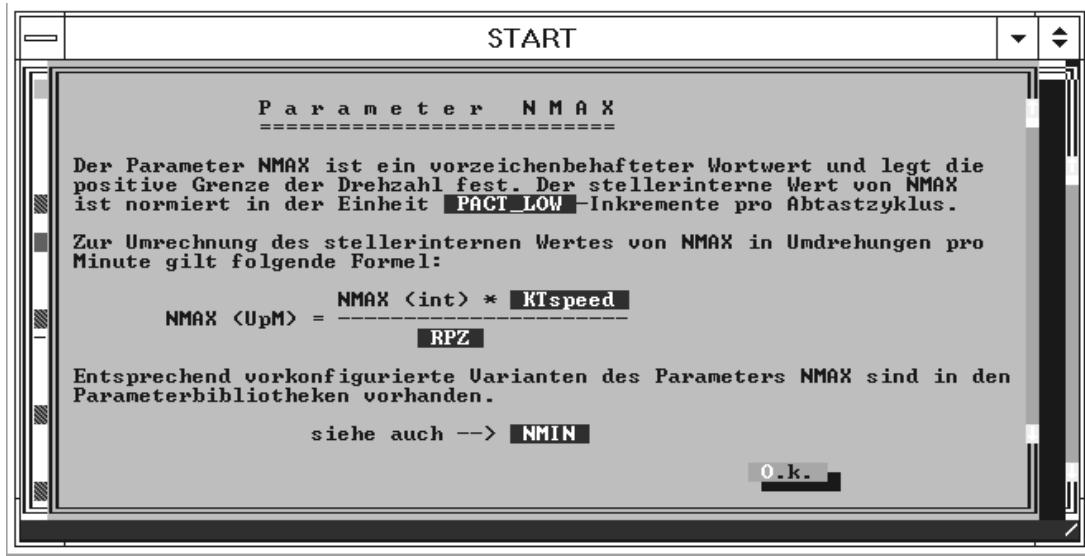 START
P a r a m e t e r   N M A X
===========================
Der Parameter NMAX ist ein vorzeichenbehafteter Wortwert und legt die
positive Grenze der Drehzahl fest. Der stellerinterne Wert von NMAX
ist normiert in der Einheit PACT_LOW -Inkremente pro Abtastzyklus.
Zur Umrechnung des stellerinternen Wertes von NMAX in Umdrehungen pro
Minute gilt folgende Formel:
NMAX (int) * KTspeed
NMAX (UpM) = ----------------------
RPZ
Entsprechend vorkonfigurierte Varianten des Parameters NMAX sind in den
Parameterbibliotheken vorhanden.
siehe auch --> NMIN
O.k.